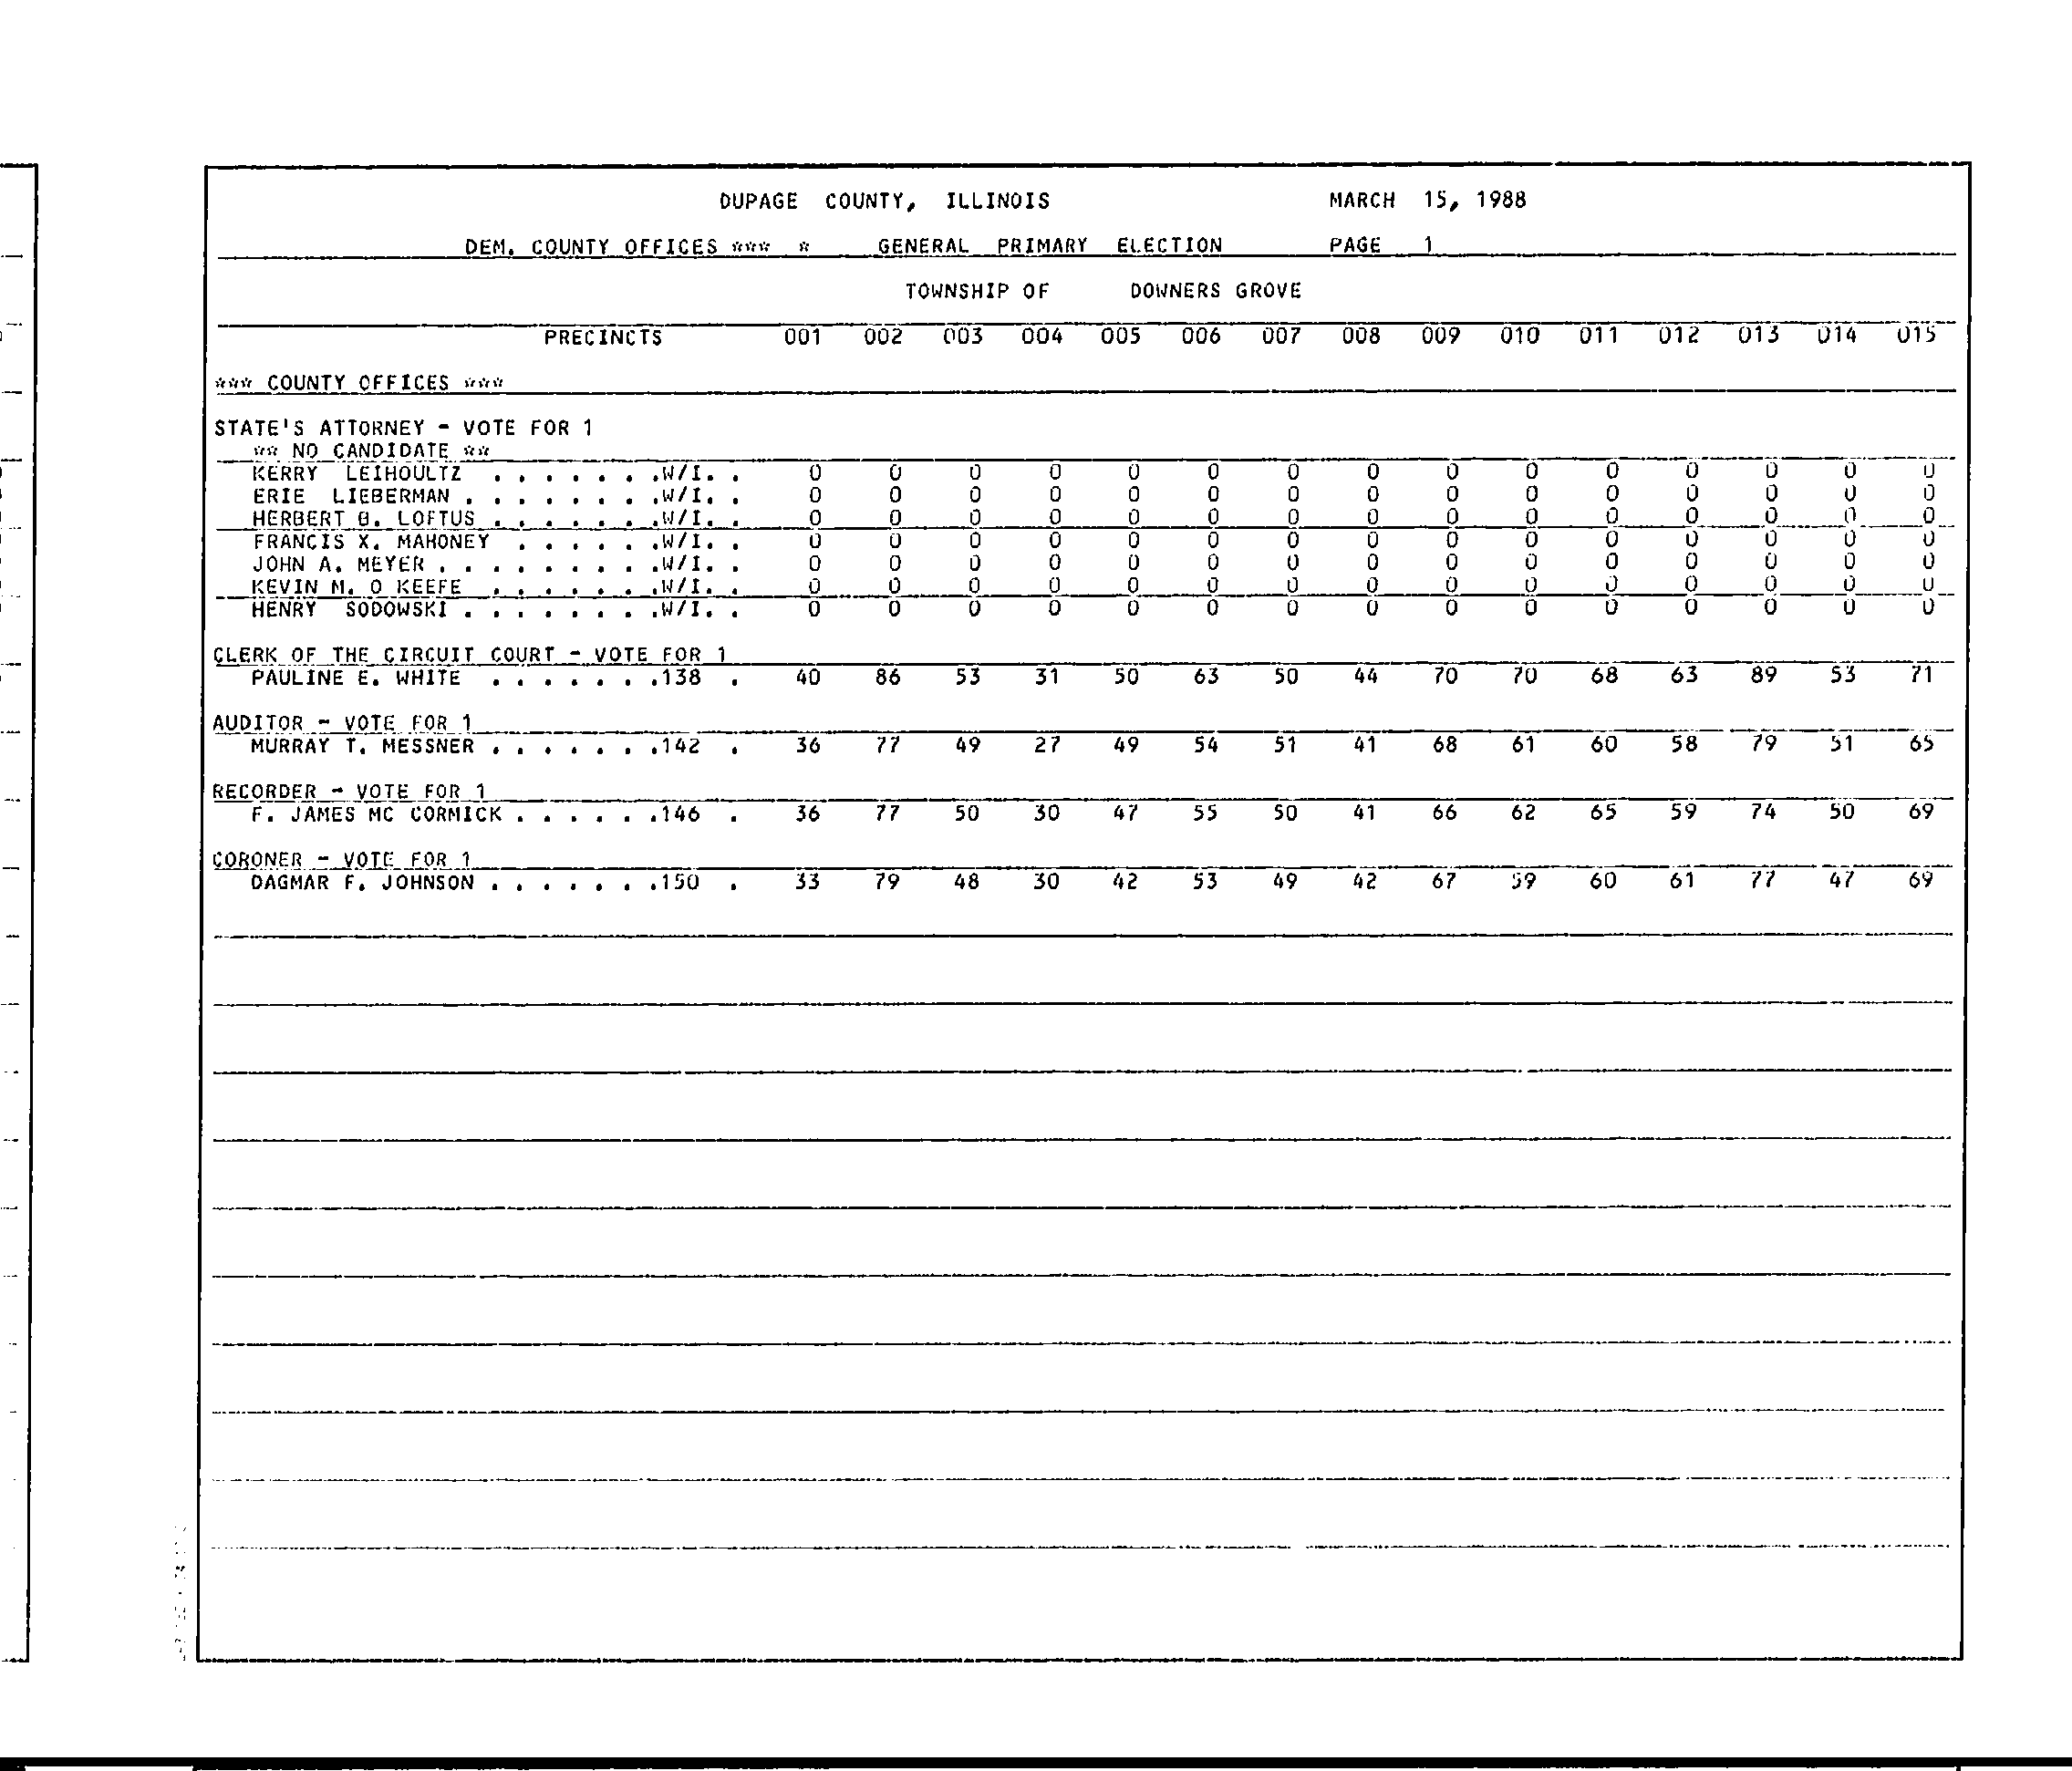 DUPAGE COUNTY, ILLINOIS MARCH 15, 1988
DEM. COUNTY OFFICES *** * GENERAL PRIMARY ELECTION PAGE 1
TOWNSHIP OF DOWNERS GROVE
PRECINCTS 001 002 003 004 005 006 007 008 009 010 011 012 013 014 015
*** COUNTY OFFICES ***
STATE'S ATTORNEY - VOTE FOR 1
** NO CANDIDATE **
KERRY LEIHOULTZ . . . . . . .W/I. . 0 0 0 0 0 0 0 0 0 0 0 0 0 0 0
ERIE LIEBERMAN . . . . . . . .W/I. . 0 0 0 0 0 0 0 0 0 0 0 0 0 0 0
HERBERT B. LOFTUS . . . . . . .W/I. . 0 0 0 0 0 0 0 0 0 0 0 0 0 0 0
FRANCIS X. MAHONEY . . . . . .W/I. . 0 0 0 0 0 0 0 0 0 0 0 0 0 0 0
JOHN A. MEYER . . . . . . . . .W/I. . 0 0 0 0 0 0 0 0 0 0 0 0 0 0 0
KEVIN M. O KEEFE . . . . . . .W/I. . 0 0 0 0 0 0 0 0 0 0 0 0 0 0 0
HENRY SODOWSKI . . . . . . . .W/I. . 0 0 0 0 0 0 0 0 0 0 0 0 0 0 0
CLERK OF THE CIRCUIT COURT - VOTE FOR 1
PAULINE E. WHITE . . . . . . .138 . 40 86 53 31 50 63 50 44 70 70 68 63 89 53 71
AUDITOR - VOTE FOR 1
MURRAY T. MESSNER . . . . . . .142 . 36 77 49 27 49 54 51 41 68 61 60 58 79 51 65
RECORDER - VOTE FOR 1
F. JAMES MC CORMICK . . . . . .146 . 36 77 50 30 47 55 50 41 66 62 65 59 74 50 69
CORONER - VOTE FOR 1
DAGMAR F. JOHNSON . . . . . . .150 . 33 79 48 30 42 53 49 42 67 59 60 61 77 47 69